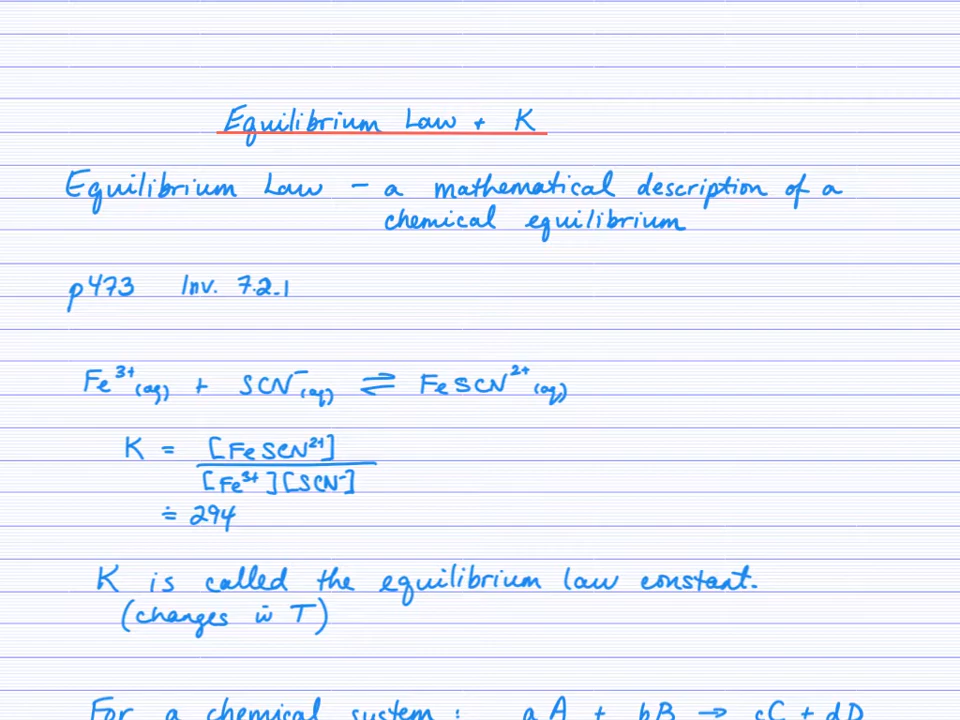 Equilibrium Law + K
Equilibrium Law - a mathematical description of a
chemical equilibrium
p473 Inv. 7.2.1
Fe³⁺(aq) + SCN⁻(aq) ⇌ FeSCN²⁺(aq)
K = [FeSCN²⁺]
[Fe³⁺][SCN⁻]
≐ 294
K is called the equilibrium law constant.
(changes w̄ T)
For a chemical system: aA + bB → cC + dD